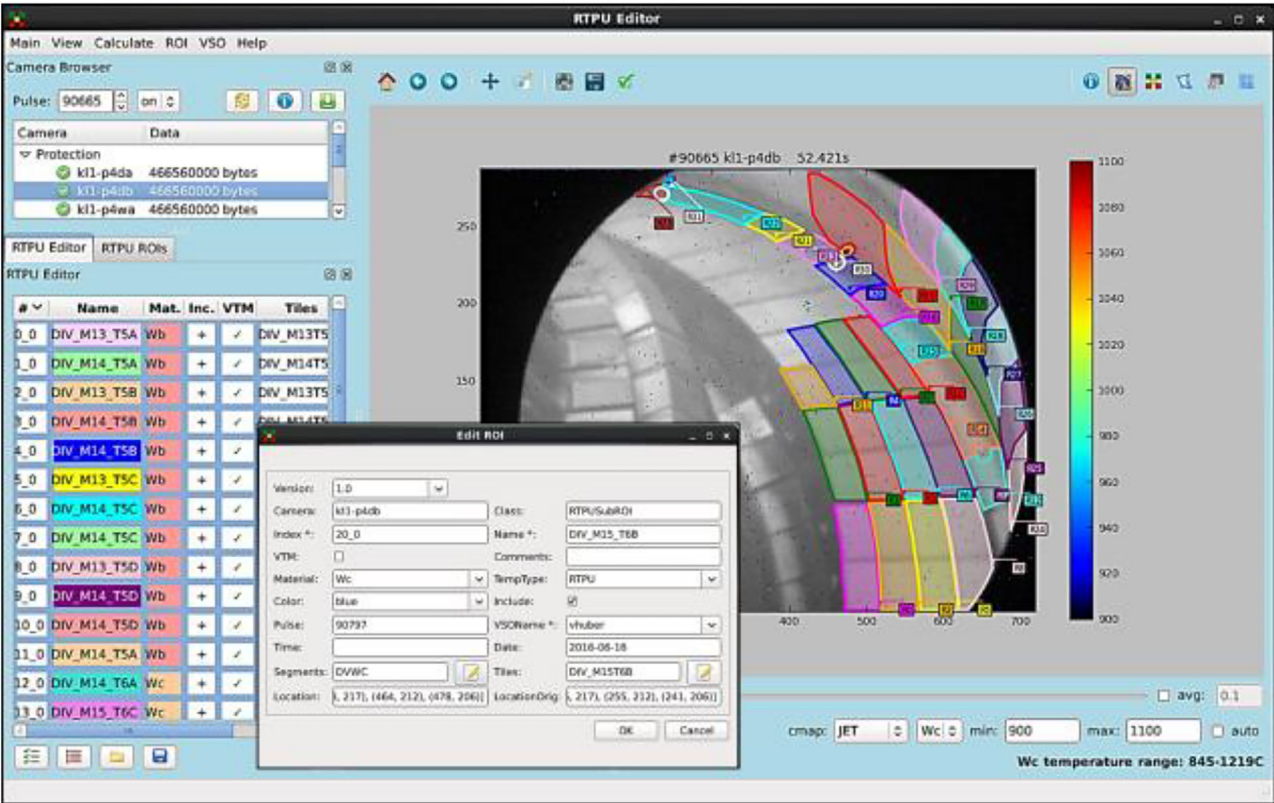 RTPU Editor
Main View Calculate ROI VSO Help
Camera Browser
Pulse: 90665 on
Camera Data
Protection
kl1-p4da 466560000 bytes
kl1-p4db 466560000 bytes
kl1-p4wa 466560000 bytes
RTPU Editor RTPU ROIs
RTPU Editor
# Name Mat. Inc. VTM Tiles
0_0 DIV_M13_T5A Wb + ✓ DIV_M13T5
1_0 DIV_M14_T5A Wb + ✓ DIV_M14T5
2_0 DIV_M13_T5B Wb + ✓ DIV_M13T5
3_0 DIV_M14_T5B Wb + ✓ DIV_M14T5
4_0 DIV_M14_T5B Wb
5_0 DIV_M13_T5C Wb
6_0 DIV_M14_T5C Wb
7_0 DIV_M14_T5C Wb
8_0 DIV_M13_T5D Wb
9_0 DIV_M14_T5D Wb
10_0 DIV_M14_T5D Wb
11_0 DIV_M14_T5A Wb
12_0 DIV_M14_T6A Wc
13_0 DIV_M15_T6C Wc
#90665 kl1-p4db 52.421s
250
200
150
400 500 600 700
1100
1080
1060
1040
1020
1000
980
960
940
920
900
Edit ROI
Version: 1.0
Camera: kl1-p4db Class: RTPUSubROI
Index *: 20_0 Name *: DIV_M15_T6B
VTM: Comments:
Material: Wc TempType: RTPU
Color: blue Include:
Pulse: 90797 VSOName *: vhuber
Time: Date: 2016-06-16
Segments: DVWC Tiles: DIV_M15T6B
Location: , 217), (464, 212), (478, 206)] LocationOrig: , 217), (255, 212), (241, 206)]
OK Cancel
avg: 0.1
cmap: JET Wc min: 900 max: 1100 auto
Wc temperature range: 845-1219C